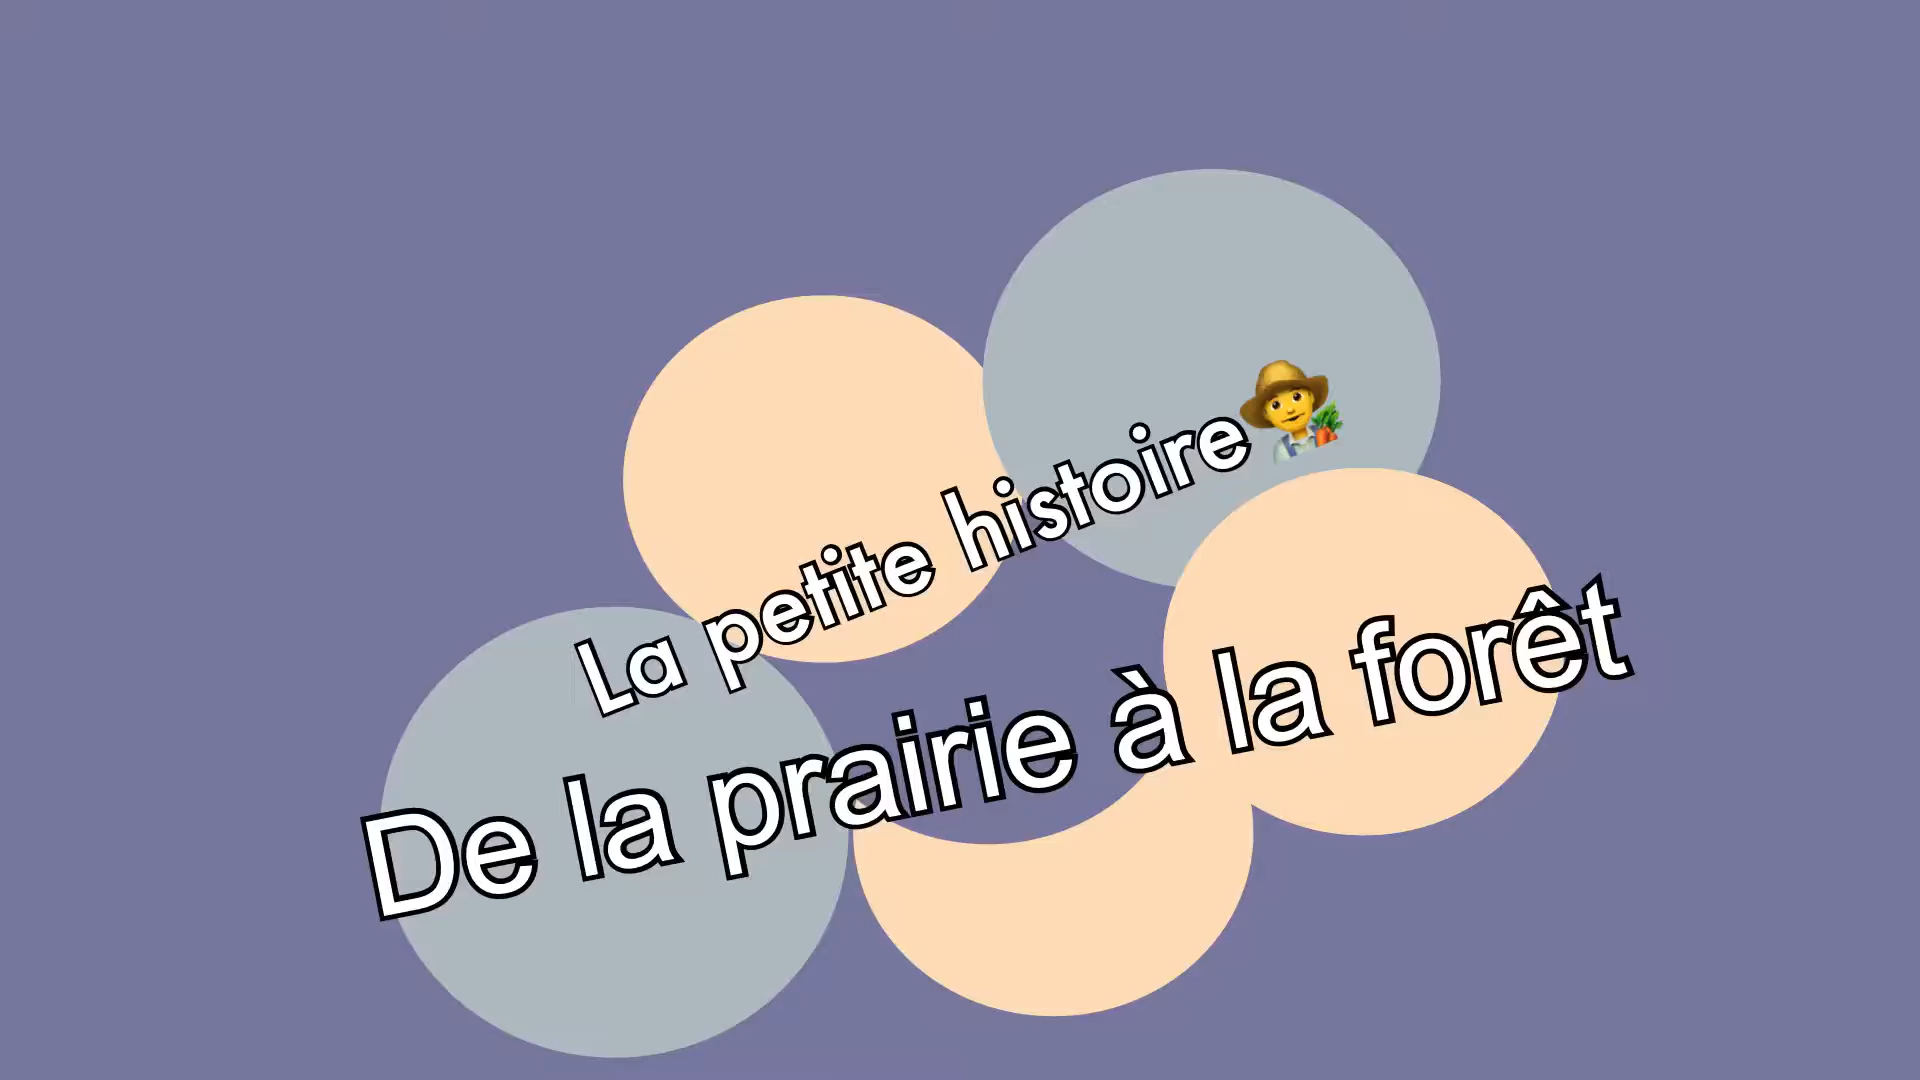 La petite histoire🧑‍🌾
De la prairie à la forêt